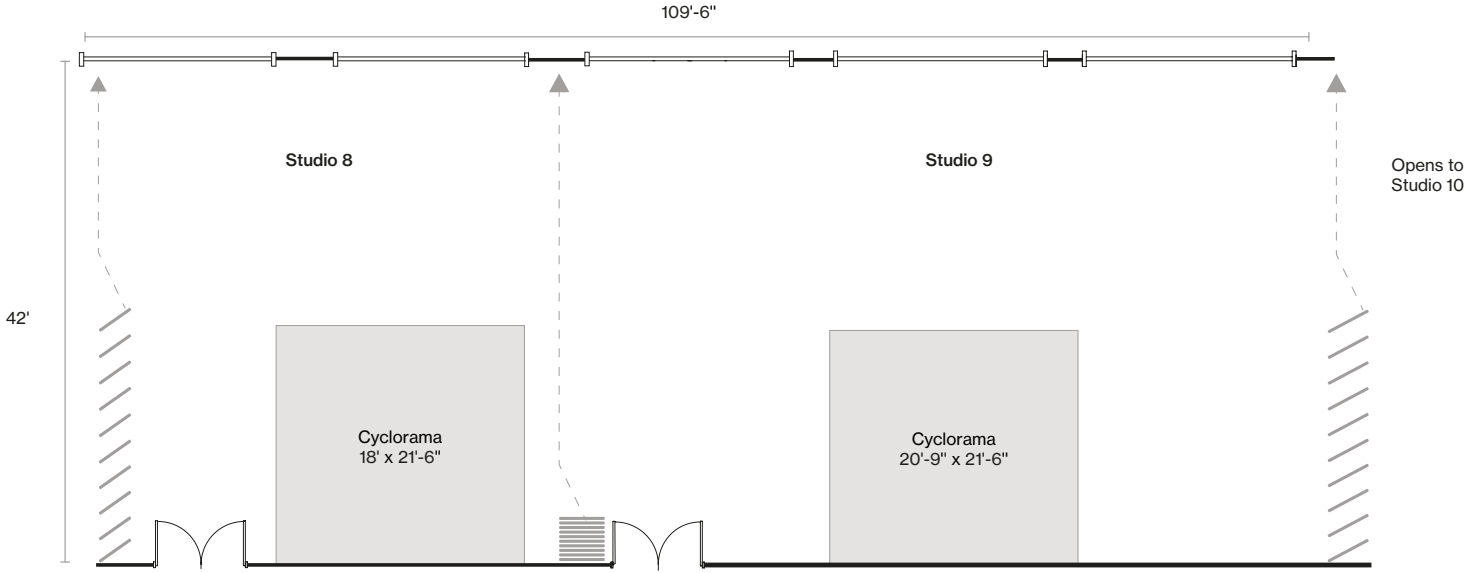 109'-6"
Studio 8
Studio 9
Opens to
Studio 10
42'
Cyclorama
18' x 21'-6"
Cyclorama
20'-9" x 21'-6"